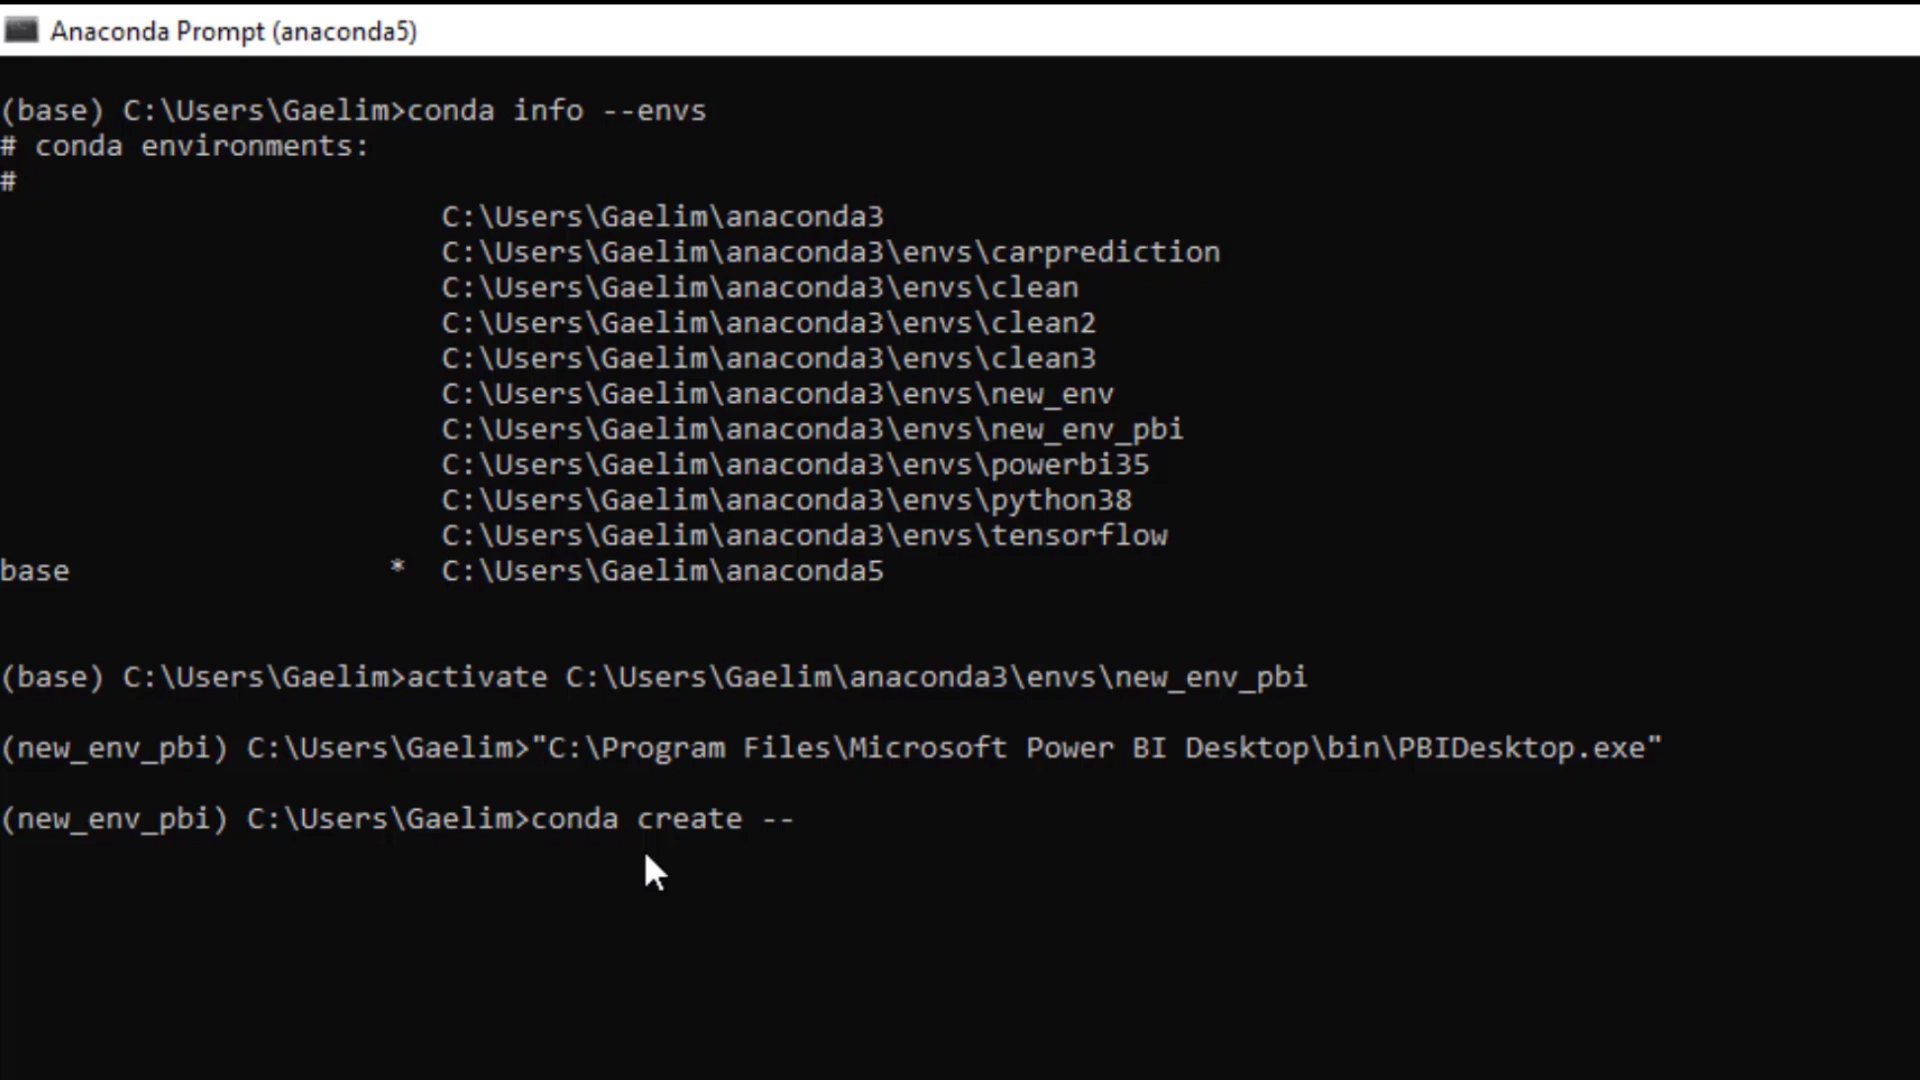 Anaconda Prompt (anaconda5)
(base) C:\Users\Gaelim>conda info --envs
# conda environments:
#
C:\Users\Gaelim\anaconda3
C:\Users\Gaelim\anaconda3\envs\carprediction
C:\Users\Gaelim\anaconda3\envs\clean
C:\Users\Gaelim\anaconda3\envs\clean2
C:\Users\Gaelim\anaconda3\envs\clean3
C:\Users\Gaelim\anaconda3\envs\new_env
C:\Users\Gaelim\anaconda3\envs\new_env_pbi
C:\Users\Gaelim\anaconda3\envs\powerbi35
C:\Users\Gaelim\anaconda3\envs\python38
C:\Users\Gaelim\anaconda3\envs\tensorflow
base * C:\Users\Gaelim\anaconda5
(base) C:\Users\Gaelim>activate C:\Users\Gaelim\anaconda3\envs\new_env_pbi
(new_env_pbi) C:\Users\Gaelim>"C:\Program Files\Microsoft Power BI Desktop\bin\PBIDesktop.exe"
(new_env_pbi) C:\Users\Gaelim>conda create --